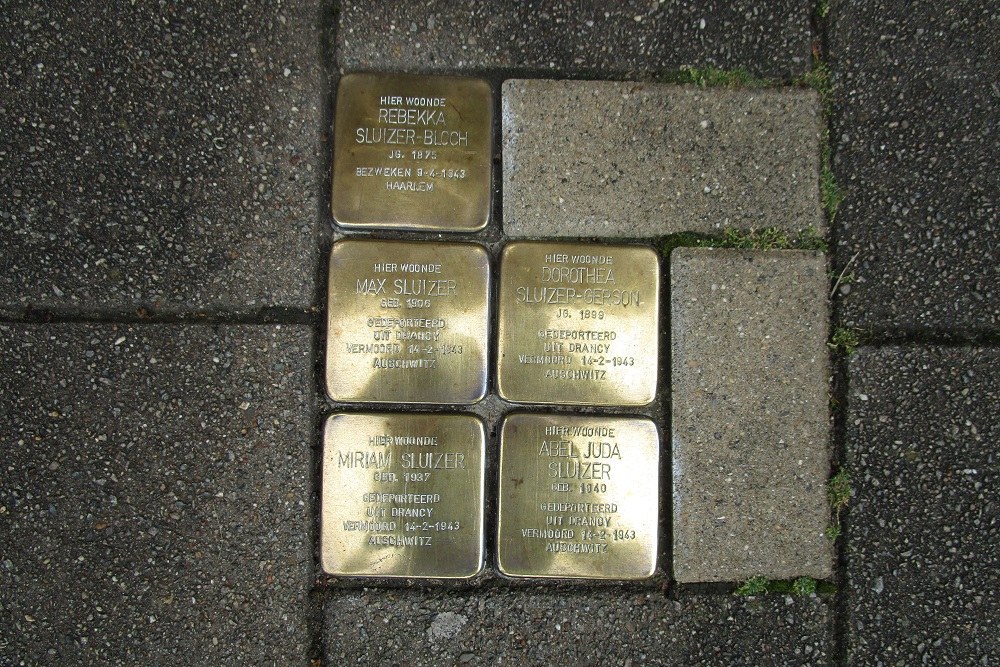 HIER WOONDE
REBEKKA
SLUIZER-BLOCH
JG. 1875
BEZWEKEN 9-4-1943
HAARLEM
HIER WOONDE
MAX SLUIZER
GEB. 1906
GEDEPORTEERD
UIT DRANCY
VERMOORD 14-2-1943
AUSCHWITZ
HIER WOONDE
DOROTHEA
SLUIZER-GERSON
JG. 1899
GEDEPORTEERD
UIT DRANCY
VERMOORD 14-2-1943
AUSCHWITZ
HIER WOONDE
MIRIAM SLUIZER
GEB. 1937
GEDEPORTEERD
UIT DRANCY
VERMOORD 14-2-1943
AUSCHWITZ
HIER WOONDE
ABEL JUDA
SLUIZER
GEB. 1940
GEDEPORTEERD
UIT DRANCY
VERMOORD 14-2-1943
AUSCHWITZ